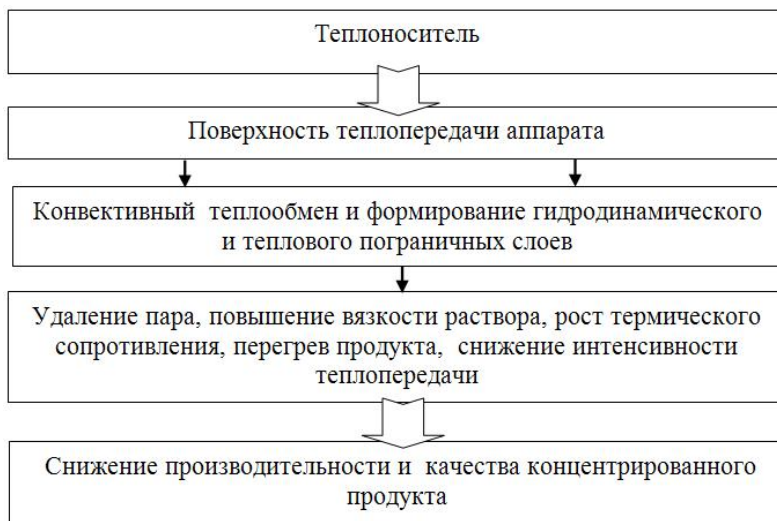 Теплоноситель
Поверхность теплопередачи аппарата
Конвективный теплообмен и формирование гидродинамического
и теплового пограничных слоев
Удаление пара, повышение вязкости раствора, рост термического
сопротивления, перегрев продукта, снижение интенсивности
теплопередачи
Снижение производительности и качества концентрированного
продукта